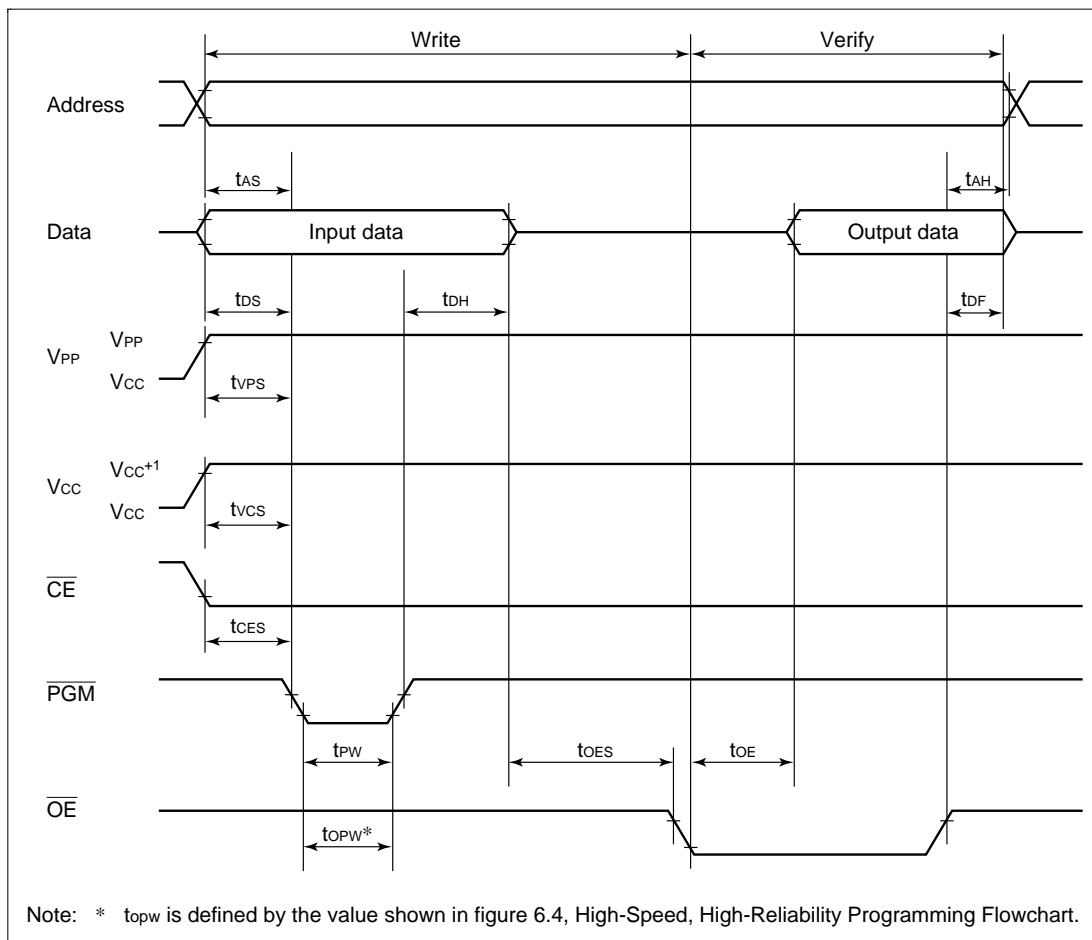 Write Verify
Address
tAS tAH
Data Input data Output data
tDS tDH tDF
VPP VPP
VCC
tVPS
VCC VCC+1
VCC
tVCS
CE
tCES
PGM
tPW tOES tOE
OE
tOPW*
Note: * topw is defined by the value shown in figure 6.4, High-Speed, High-Reliability Programming Flowchart.